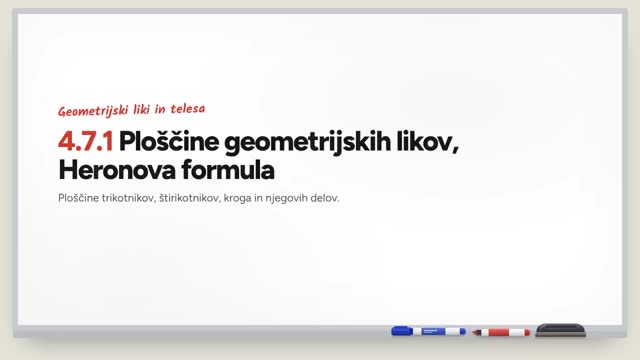 Geometrijski liki in telesa
4.7.1 Ploščine geometrijskih likov,
Heronova formula
Ploščine trikotnikov, štirikotnikov, kroga in njegovih delov.